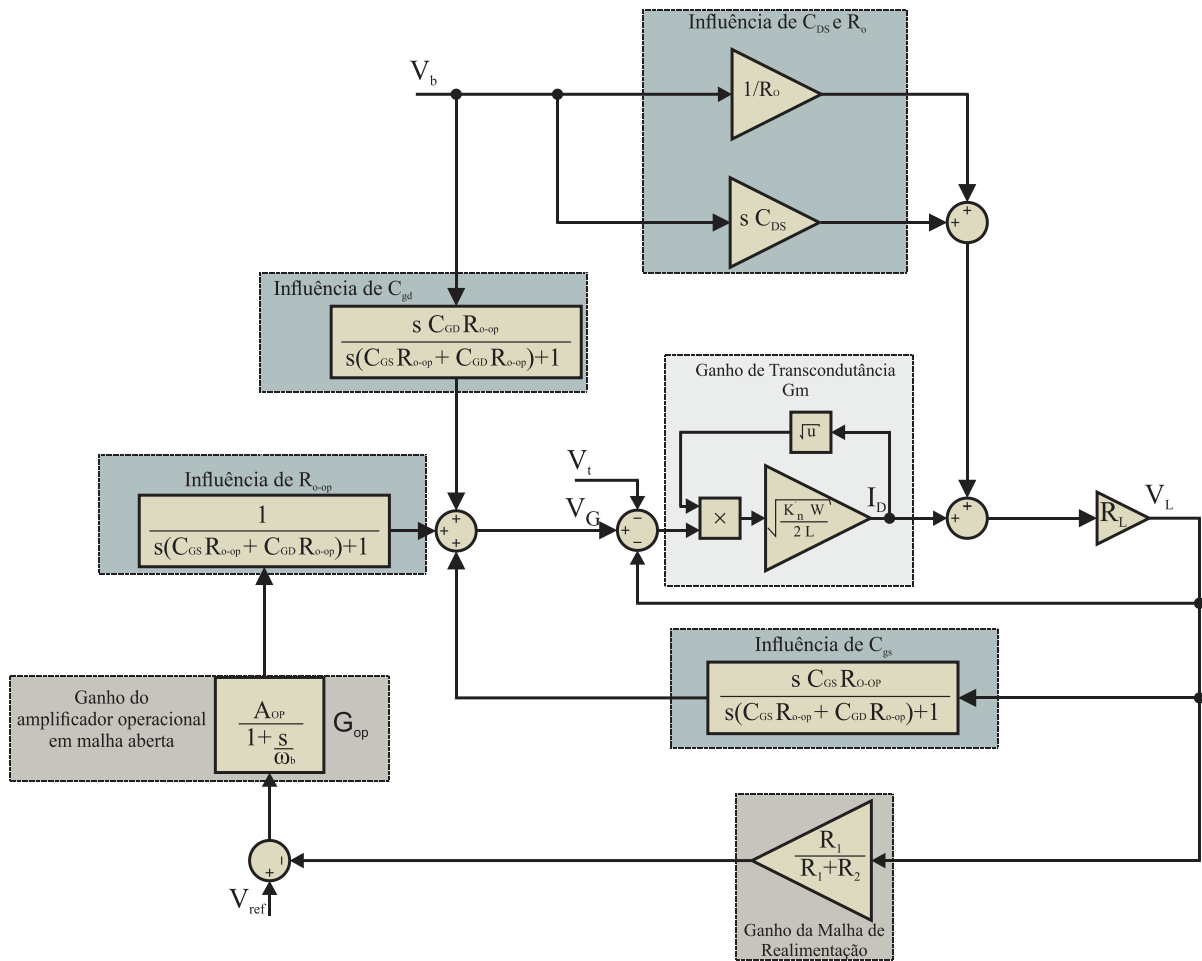 Influência de C_DS e R_o
V_b
1/R_O
+
+
s C_DS
Influência de C_gd
s C_GD R_o-op
s(C_GS R_o-op + C_GD R_o-op)+1
Ganho de Transcondutância
Gm
√u
Influência de R_o-op
1
s(C_GS R_o-op + C_GD R_o-op)+1
+
+
+
V_t
V_G
−
+
−
×
√
K_n W
2 L
I_D
+
+
R_L
V_L
Influência de C_gs
s C_GS R_O-OP
s(C_GS R_o-op + C_GD R_o-op)+1
Ganho do
amplificador operacional
em malha aberta
A_OP
1+ s
ω_b
G_op
−
+
V_ref
R_1
R_1+R_2
Ganho da Malha de
Realimentação